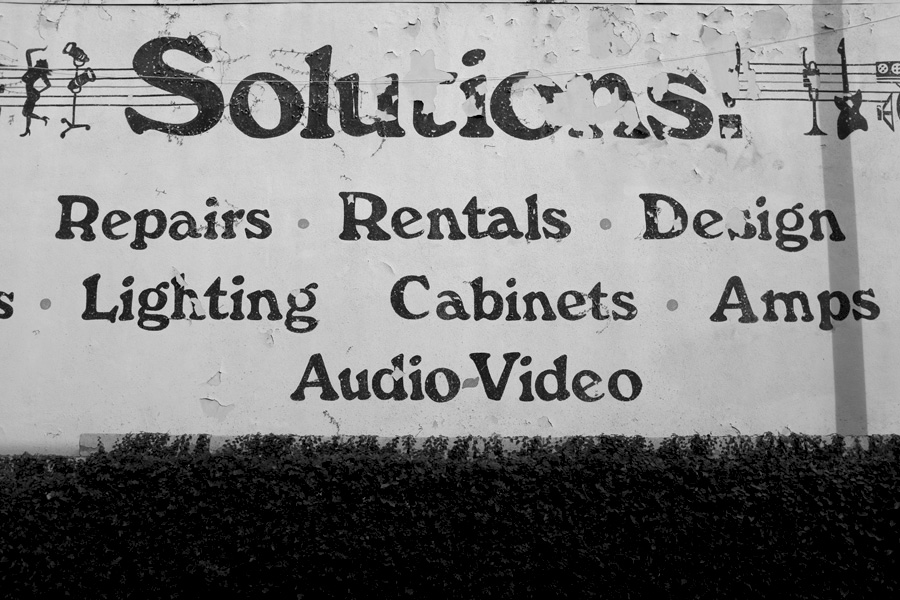 Solutions!
Repairs • Rentals • Design
s • Lighting Cabinets • Amps
Audio-Video